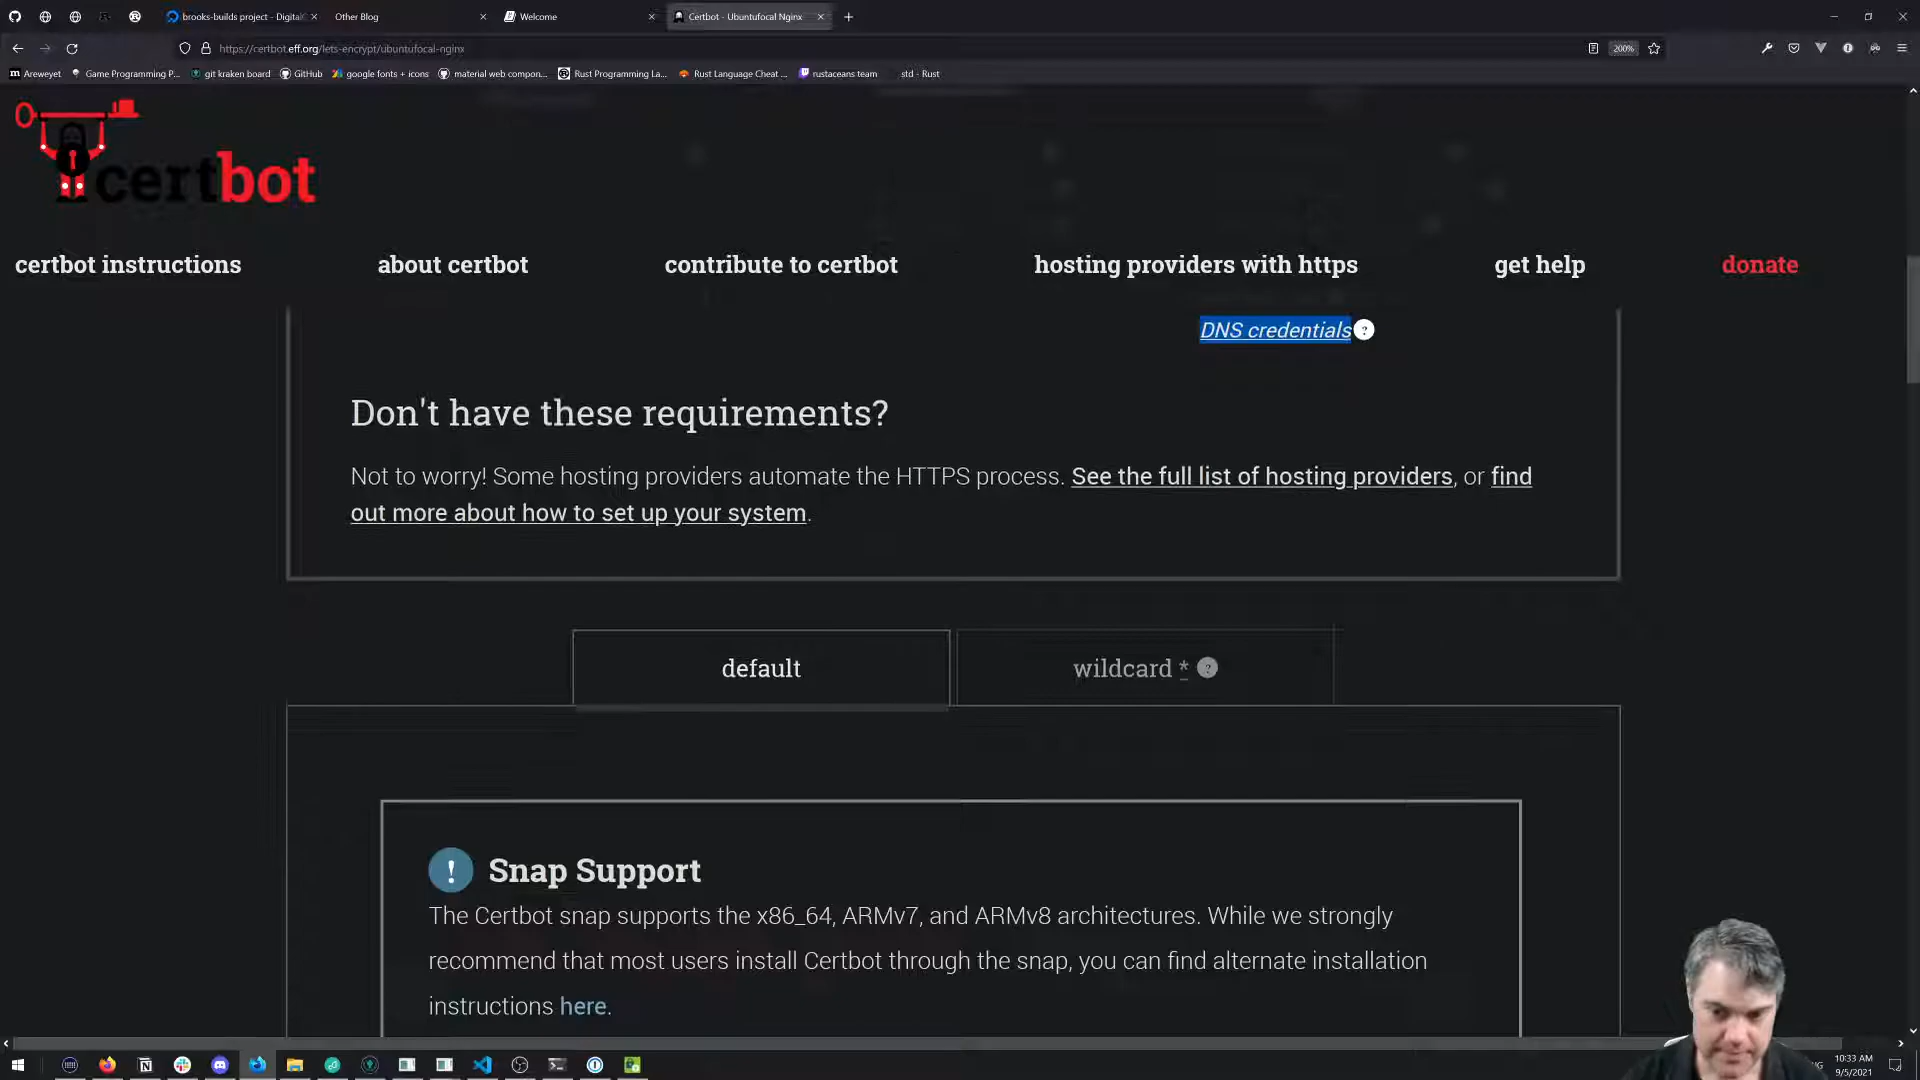 brooks-builds project - Digital
Other Blog
Welcome
Certbot - Ubuntufocal Nginx
https://certbot.eff.org/lets-encrypt/ubuntufocal-nginx
200%
Areweyet
Game Programming P...
git kraken board
GitHub
google fonts + icons
material web compon...
Rust Programming La...
Rust Language Cheat ...
rustaceans team
std - Rust
certbot
certbot instructions
about certbot
contribute to certbot
hosting providers with https
get help
donate
DNS credentials ?
Don't have these requirements?
Not to worry! Some hosting providers automate the HTTPS process. See the full list of hosting providers, or find
out more about how to set up your system.
default
wildcard * ?
! Snap Support
The Certbot snap supports the x86_64, ARMv7, and ARMv8 architectures. While we strongly
recommend that most users install Certbot through the snap, you can find alternate installation
instructions here.
10:33 AM
9/5/2021